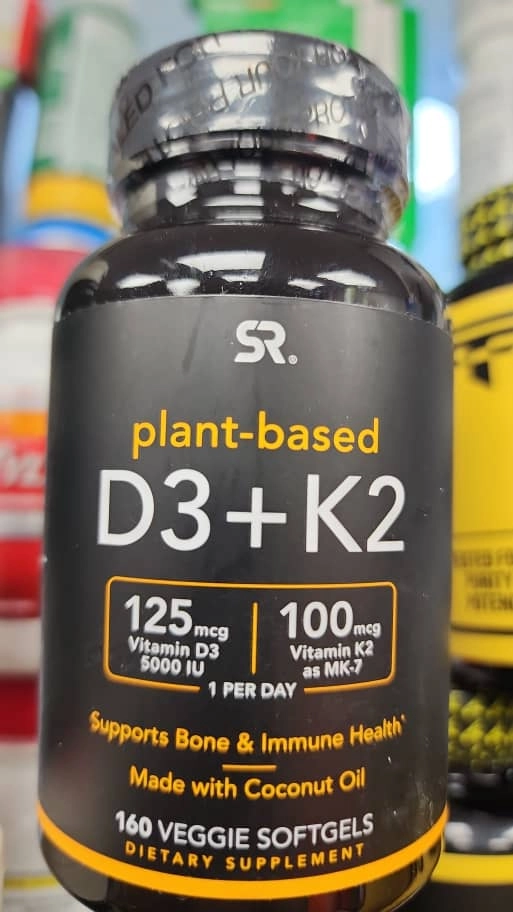 SR®
plant-based
D3+K2
125mcg
Vitamin D3
5000 IU
100mcg
Vitamin K2
as MK-7
1 PER DAY
Supports Bone & Immune Health*
Made with Coconut Oil
160 VEGGIE SOFTGELS
DIETARY SUPPLEMENT
PURITY